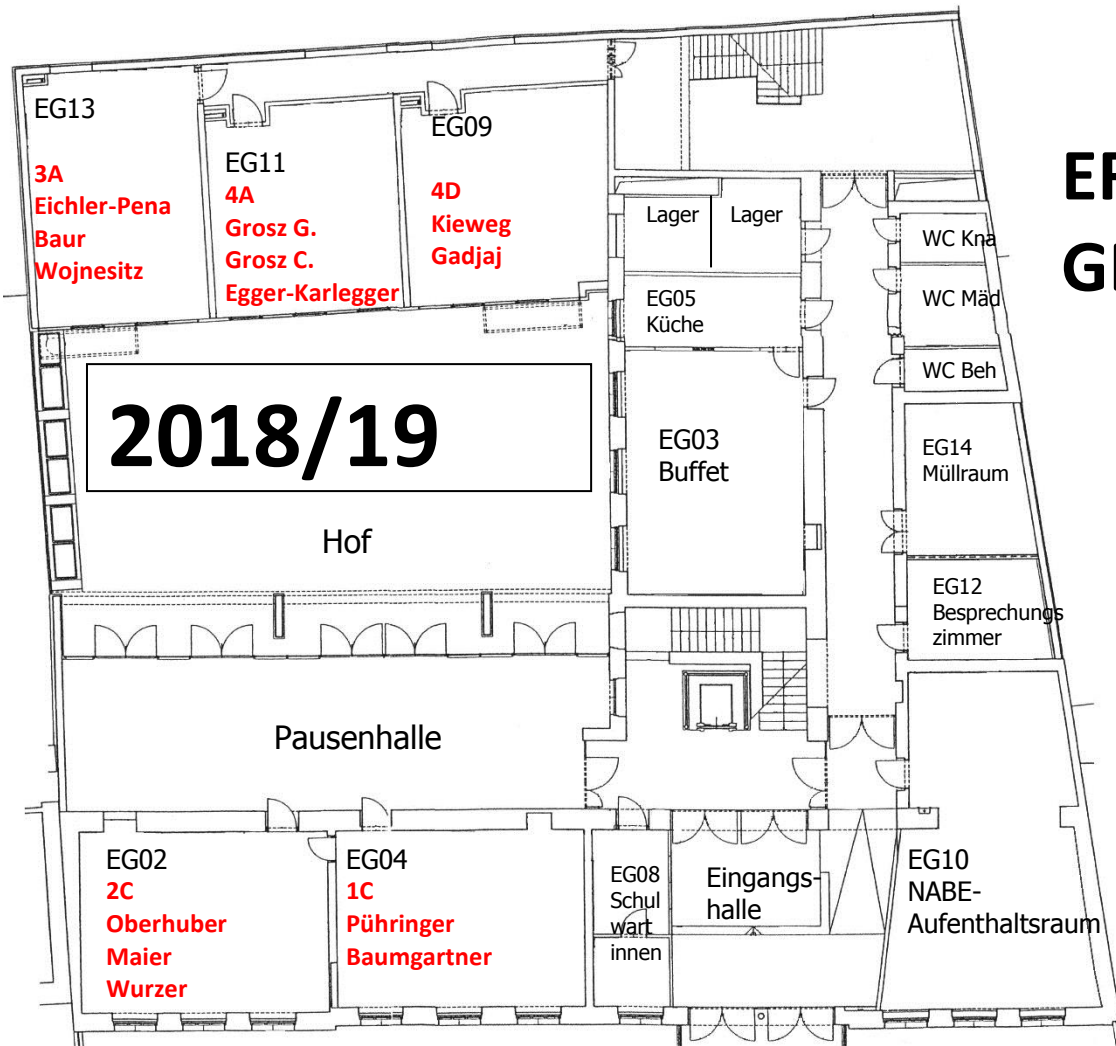 EG13
3A
Eichler-Pena
Baur
Wojnesitz
EG11
4A
Grosz G.
Grosz C.
Egger-Karlegger
EG09
4D
Kieweg
Gadjaj
Lager
Lager
EG05
Küche
WC Kna
WC Mäd
WC Beh
2018/19
Hof
EG03
Buffet
EG14
Müllraum
EG12
Besprechungs
zimmer
Pausenhalle
EG02
2C
Oberhuber
Maier
Wurzer
EG04
1C
Pühringer
Baumgartner
EG08
Schul
wart
innen
Eingangs-
halle
EG10
NABE-
Aufenthaltsraum